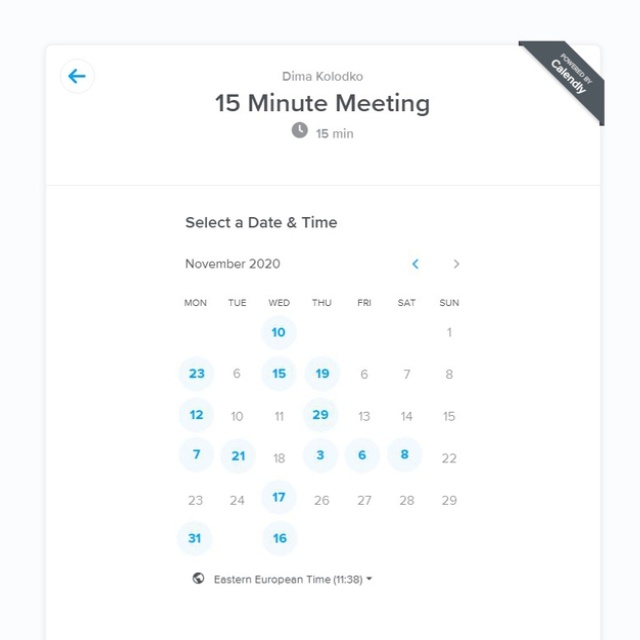 POWERED BY
Calendly
Dima Kolodko
15 Minute Meeting
15 min
Select a Date & Time
November 2020
MON TUE WED THU FRI SAT SUN
10 1
23 6 15 19 6 7 8
12 10 11 29 13 14 15
7 21 18 3 6 8 22
23 24 17 26 27 28 29
31 16
Eastern European Time (11:38)